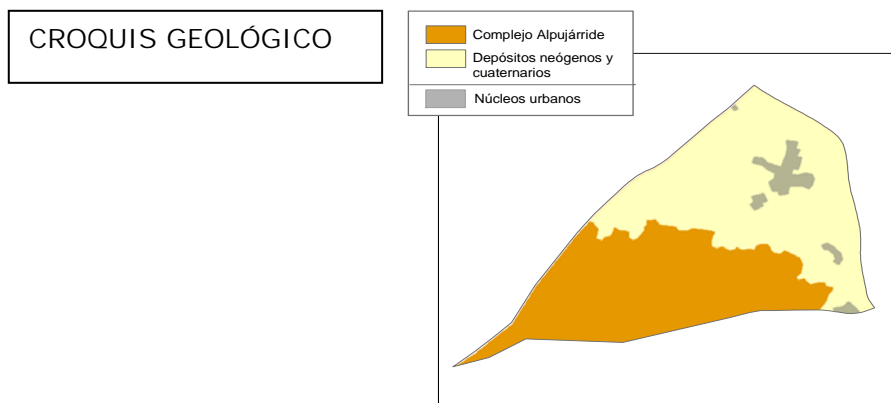 CROQUIS GEOLÓGICO
Complejo Alpujárride
Depósitos neógenos y
cuaternarios
Núcleos urbanos